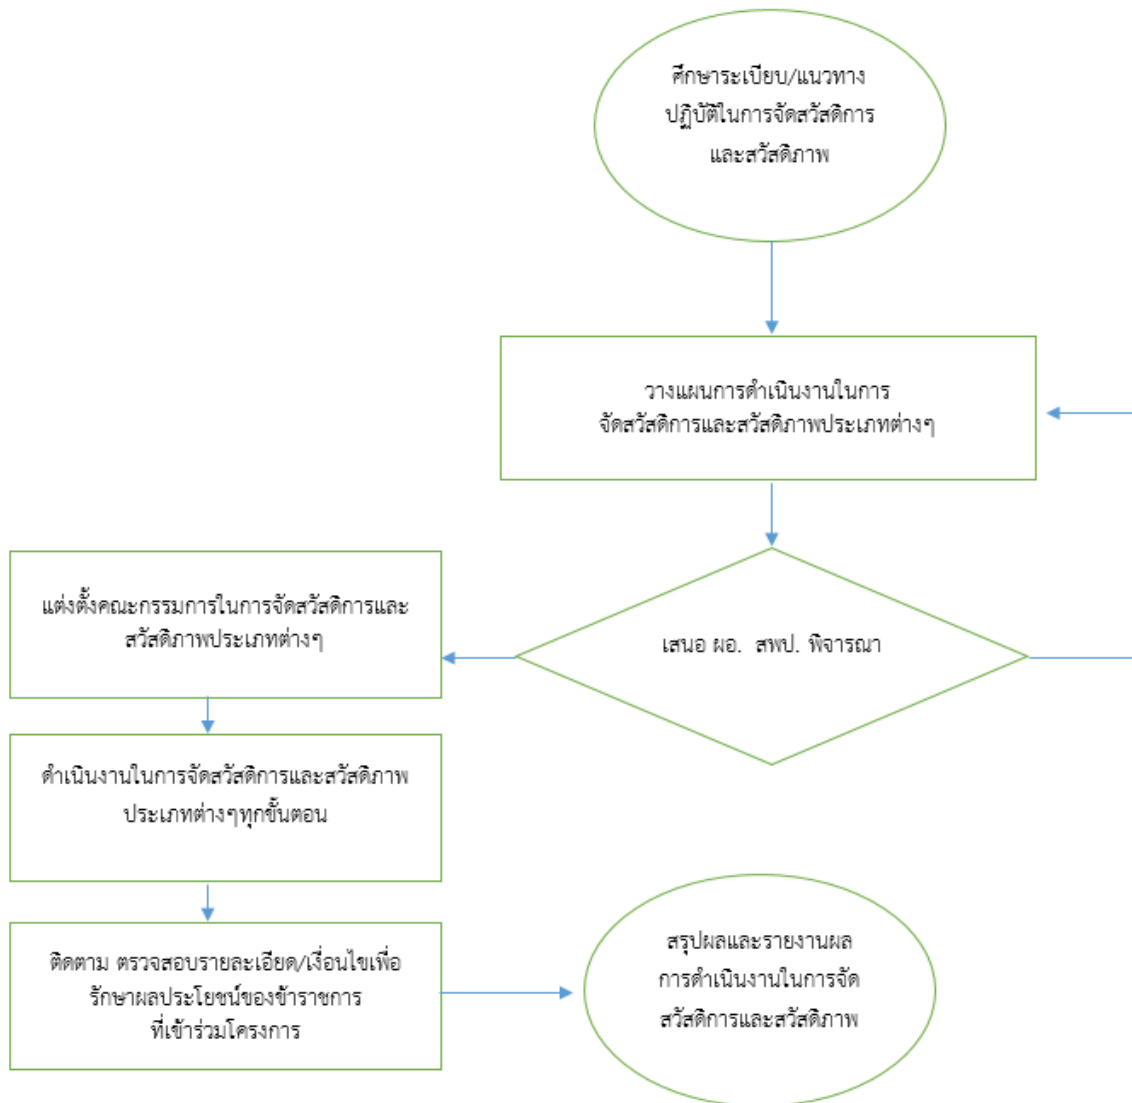 ศึกษาระเบียบ/แนวทาง
ปฏิบัติในการจัดสวัสดิการ
และสวัสดิภาพ
วางแผนการดำเนินงานในการ
จัดสวัสดิการและสวัสดิภาพประเภทต่างๆ
เสนอ ผอ. สพป. พิจารณา
แต่งตั้งคณะกรรมการในการจัดสวัสดิการและ
สวัสดิภาพประเภทต่างๆ
ดำเนินงานในการจัดสวัสดิการและสวัสดิภาพ
ประเภทต่างๆทุกขั้นตอน
ติดตาม ตรวจสอบรายละเอียด/เงื่อนไขเพื่อ
รักษาผลประโยชน์ของข้าราชการ
ที่เข้าร่วมโครงการ
สรุปผลและรายงานผล
การดำเนินงานในการจัด
สวัสดิการและสวัสดิภาพ